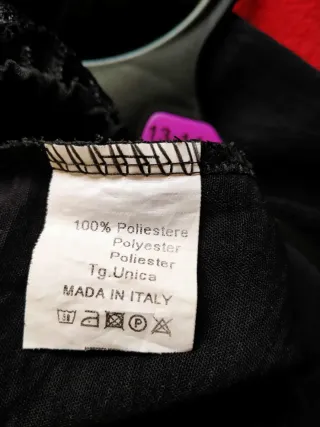 100% Poliestere
Polyester
Poliester
Tg.Unica
MADA IN ITALY